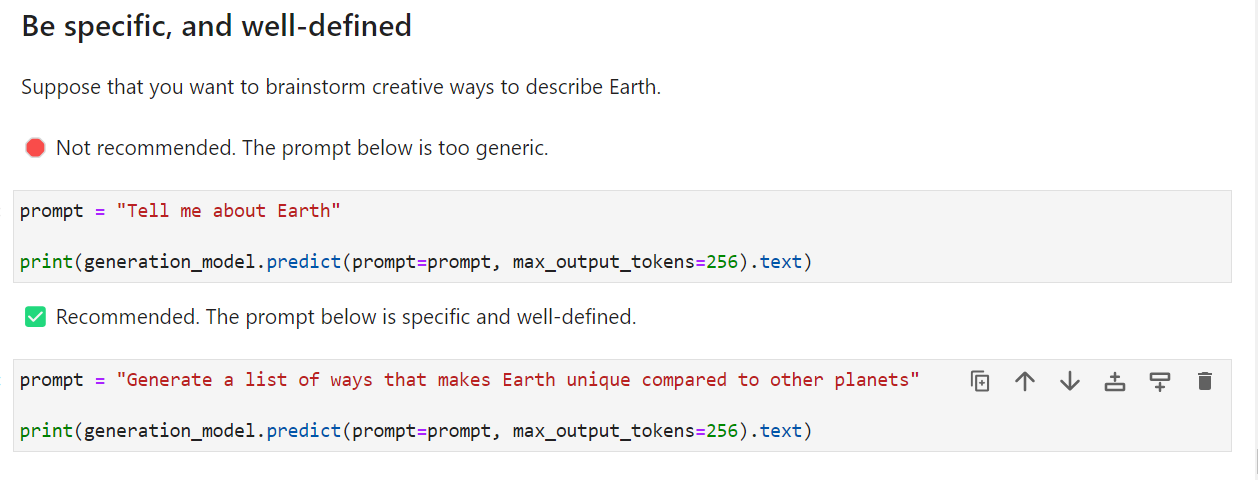 Be specific, and well-defined
Suppose that you want to brainstorm creative ways to describe Earth.
Not recommended. The prompt below is too generic.
prompt = "Tell me about Earth"
print(generation_model.predict(prompt=prompt, max_output_tokens=256).text)
Recommended. The prompt below is specific and well-defined.
prompt = "Generate a list of ways that makes Earth unique compared to other planets"
print(generation_model.predict(prompt=prompt, max_output_tokens=256).text)